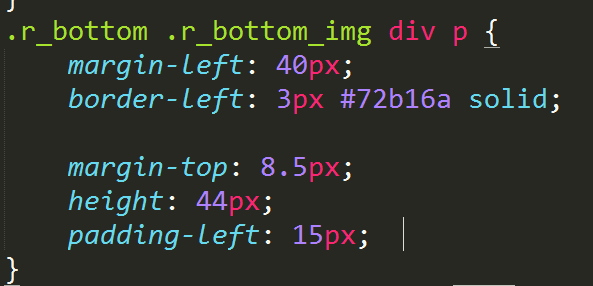 }
.r_bottom .r_bottom_img div p {
margin-left: 40px;
border-left: 3px #72b16a solid;
margin-top: 8.5px;
height: 44px;
padding-left: 15px;
}